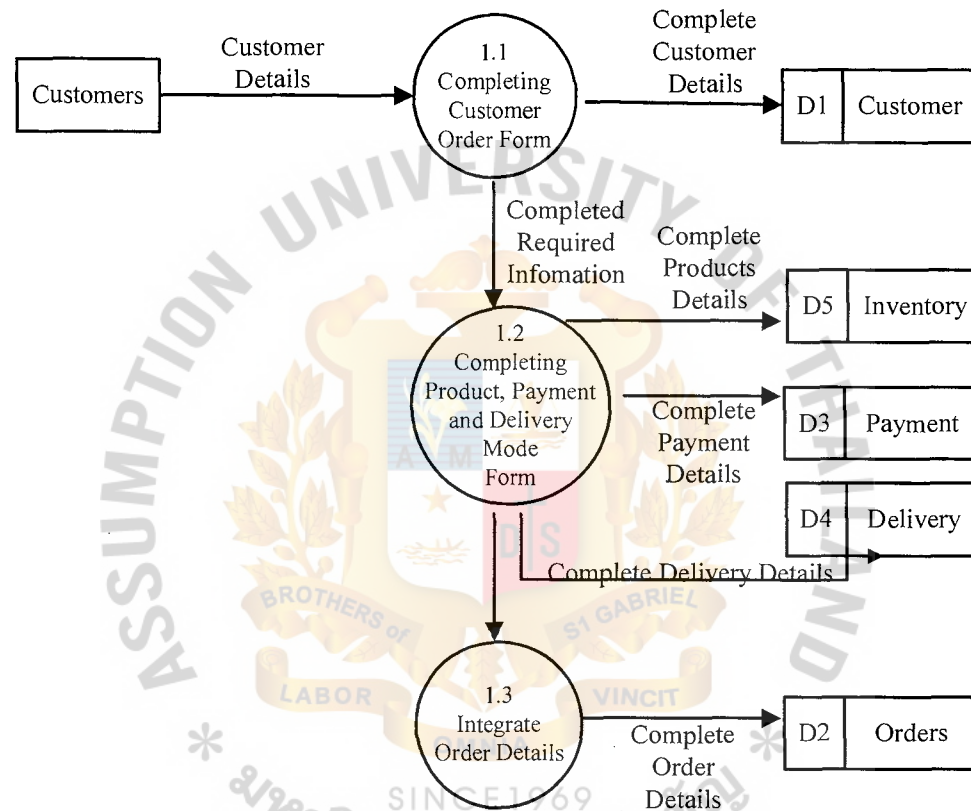 Customers
Customer
Details
1.1
Completing
Customer
Order Form
Complete
Customer
Details
D1
Customer
Completed
Required
Infomation
Complete
Products
Details
D5
Inventory
1.2
Completing
Product, Payment
and Delivery
Mode
Form
Complete
Payment
Details
D3
Payment
D4
Delivery
Complete Delivery Details
1.3
Integrate
Order Details
Complete
Order
Details
D2
Orders
ASSUMPTION UNIVERSITY OF THAILAND
A M
D S
BROTHERS of
S1 GABRIEL
LABOR
OMNIA
VINCIT
SINCE1969